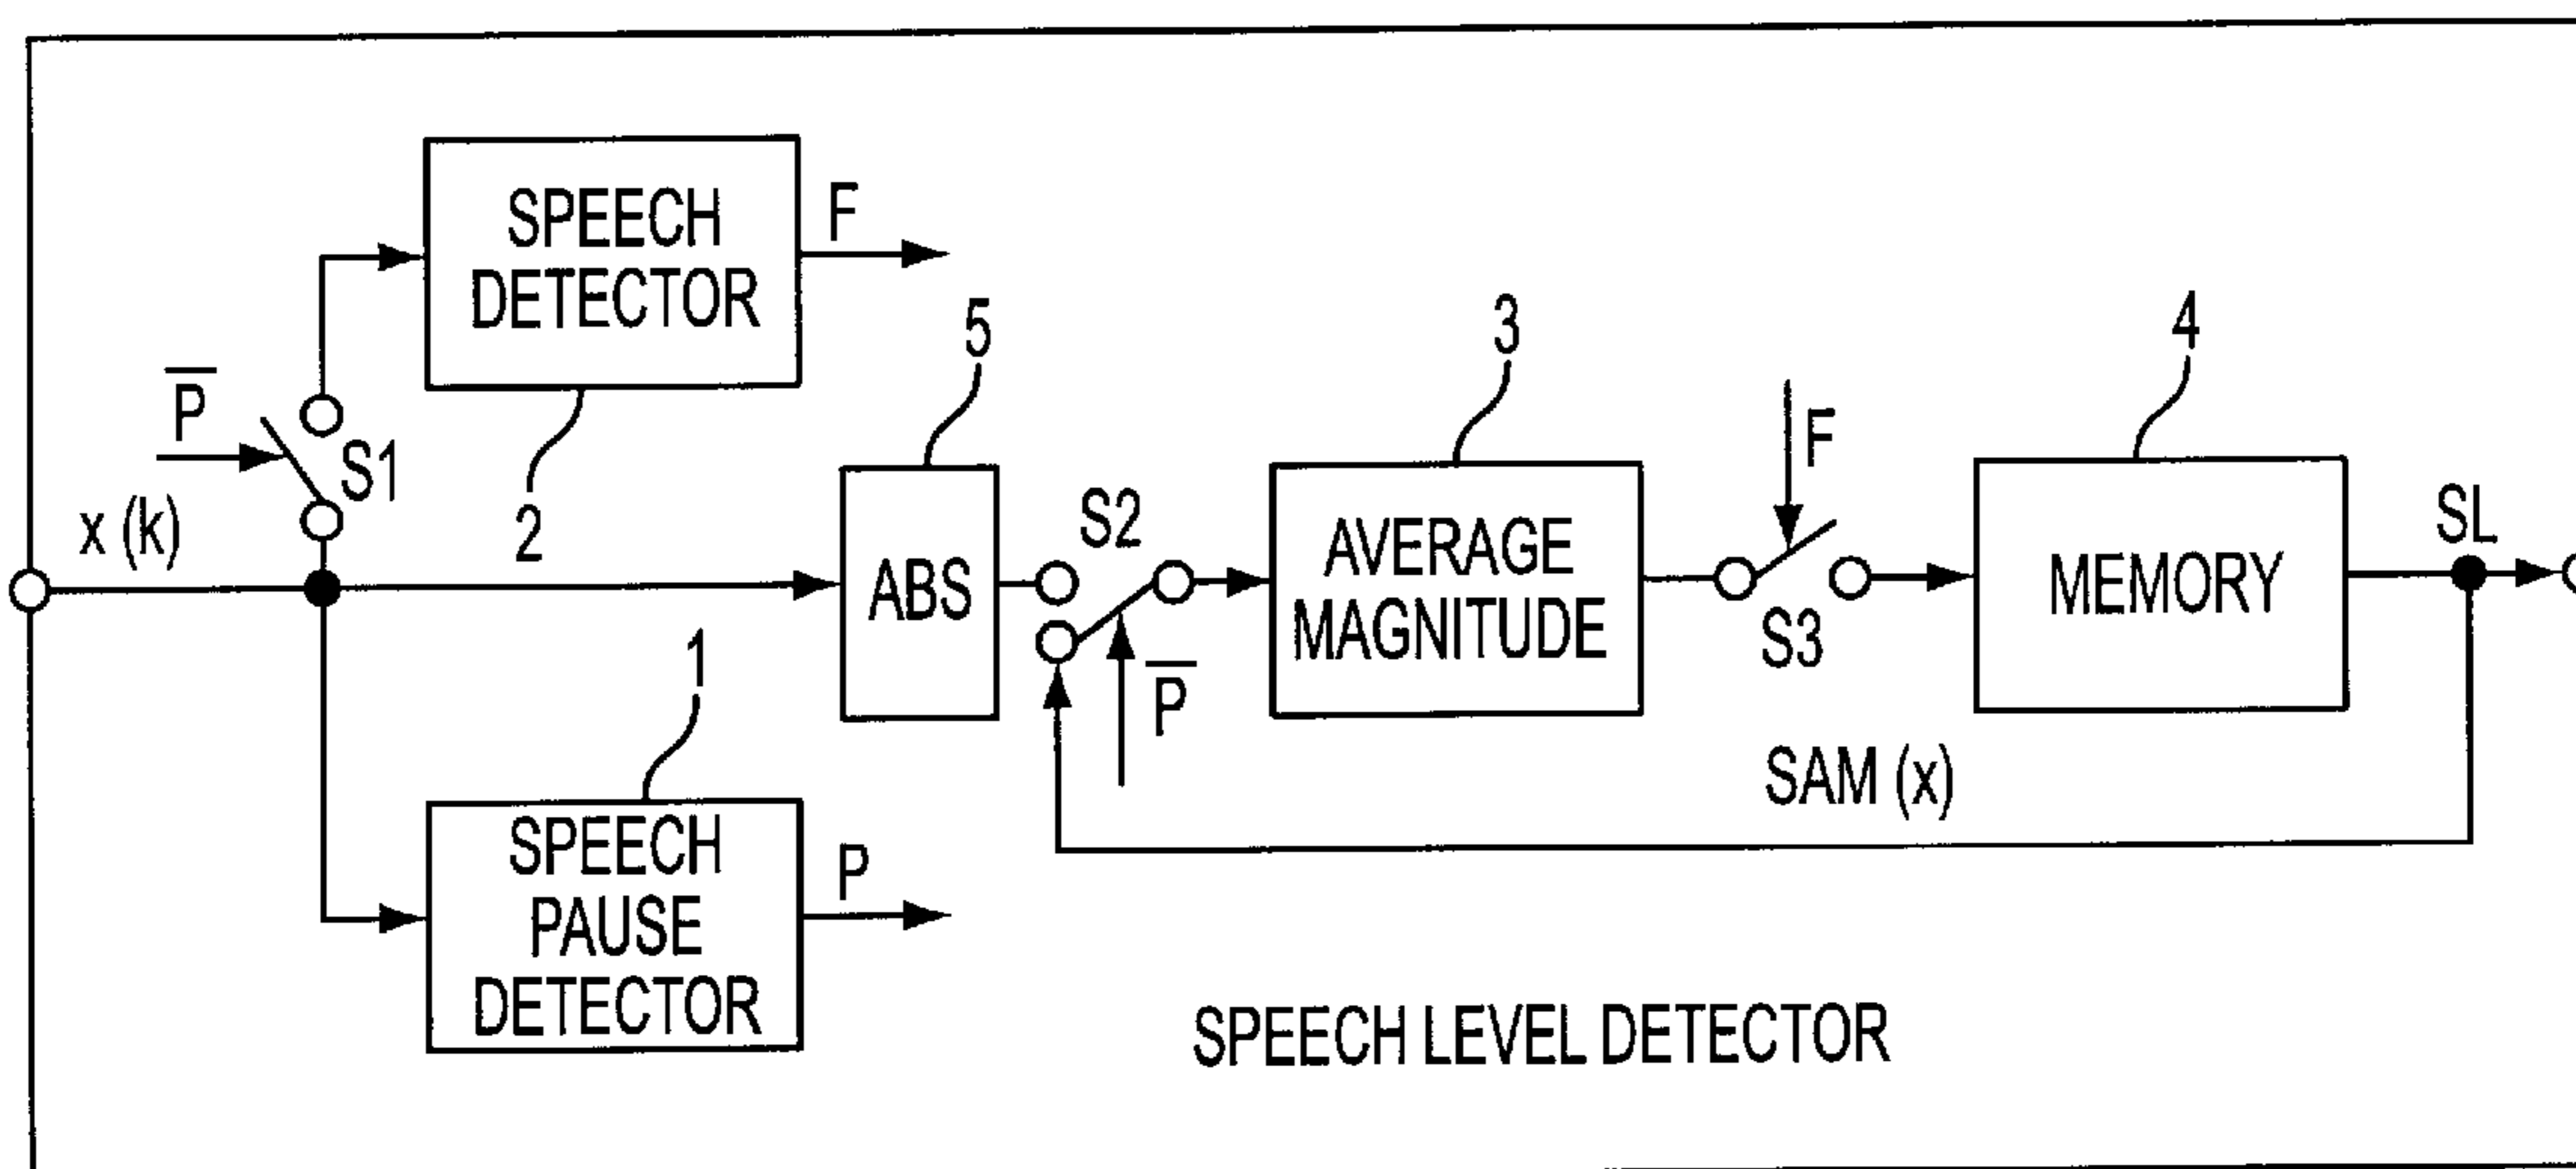 SPEECH
DETECTOR
F
2
P̅
S1
x (k)
5
ABS
S2
P̅
3
AVERAGE
MAGNITUDE
F
S3
4
MEMORY
SL
SAM (x)
1
SPEECH
PAUSE
DETECTOR
P
SPEECH LEVEL DETECTOR